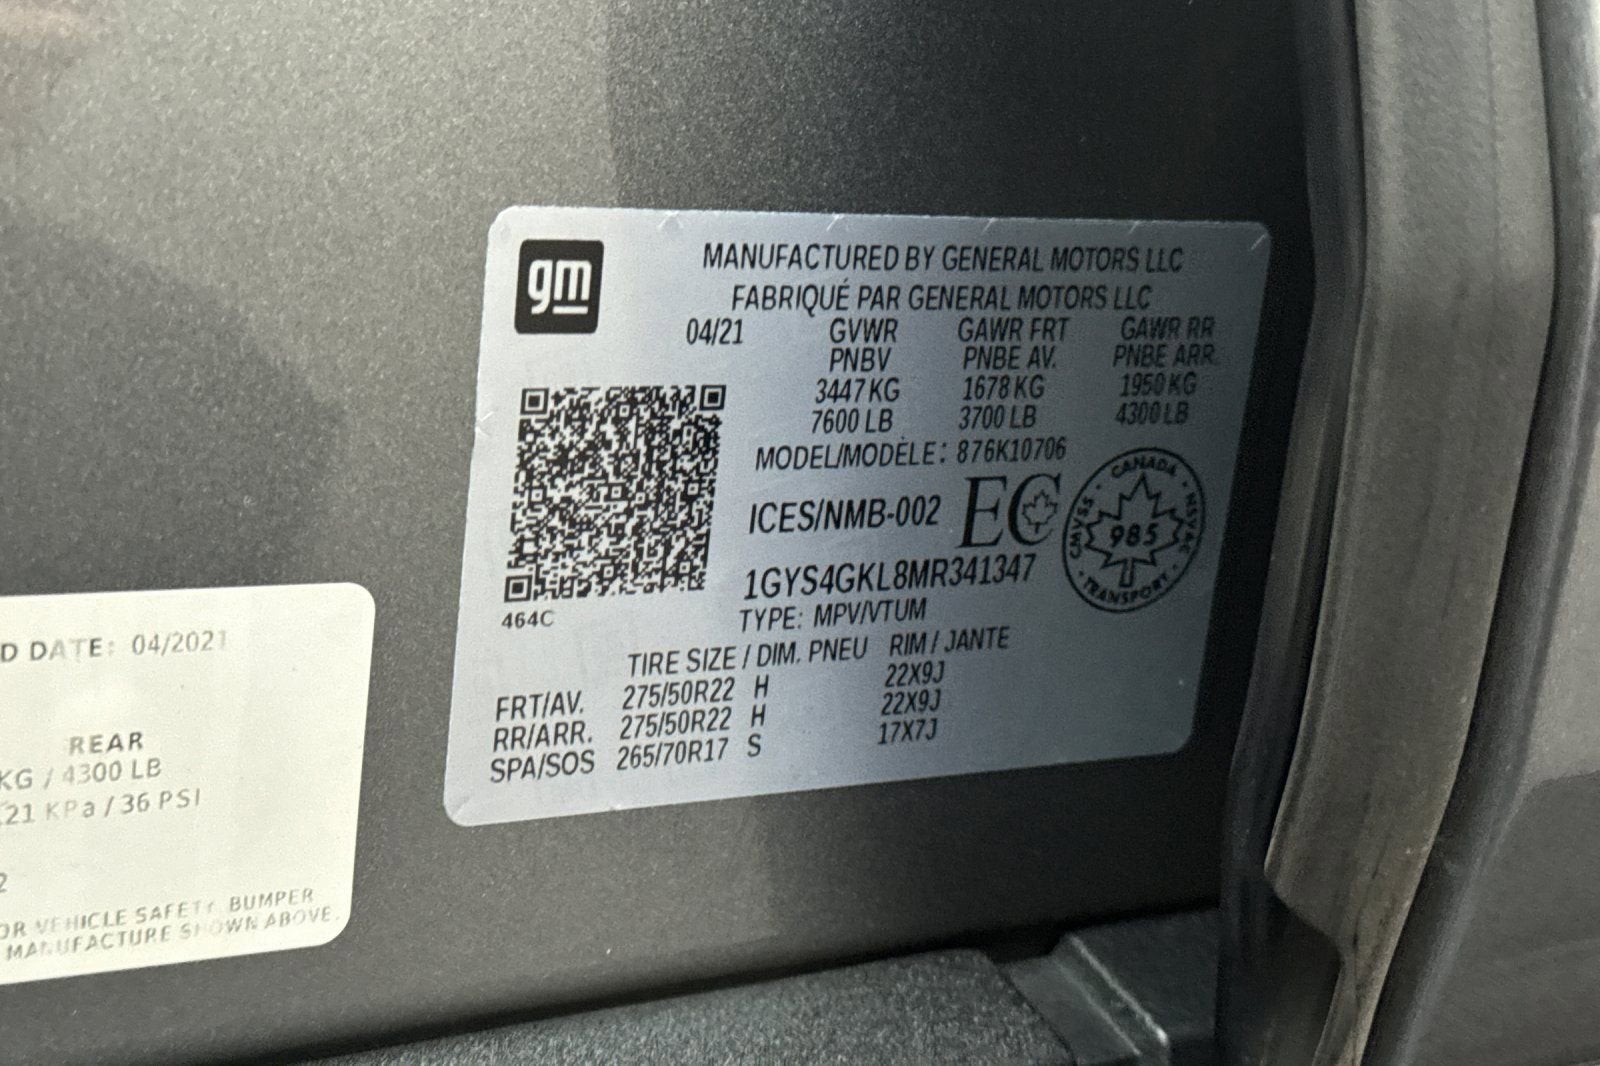 gm
MANUFACTURED BY GENERAL MOTORS LLC
FABRIQUÉ PAR GENERAL MOTORS LLC
04/21 GVWR GAWR FRT GAWR RR
PNBV PNBE AV. PNBE ARR.
3447 KG 1678 KG 1950 KG
7600 LB 3700 LB 4300 LB
MODEL/MODÈLE: 876K10706
ICES/NMB-002 EC
CANADA
CMVSS NSVAC
985
TRANSPORT
1GYS4GKL8MR341347
464C
TYPE: MPV/VTUM
TIRE SIZE / DIM. PNEU RIM / JANTE
FRT/AV. 275/50R22 H 22X9J
RR/ARR. 275/50R22 H 22X9J
SPA/SOS 265/70R17 S 17X7J
D DATE: 04/2021
REAR
KG / 4300 LB
21 KPa / 36 PSI
2
OR VEHICLE SAFETY, BUMPER
MANUFACTURE SHOWN ABOVE.